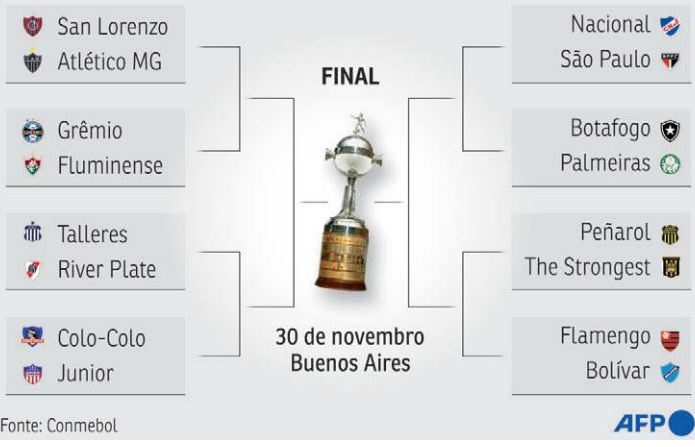 San Lorenzo
Atlético MG
Grêmio
Fluminense
Talleres
River Plate
Colo-Colo
Junior
FINAL
30 de novembro
Buenos Aires
Nacional
São Paulo
Botafogo
Palmeiras
Peñarol
The Strongest
Flamengo
Bolívar
Fonte: Conmebol
AFP